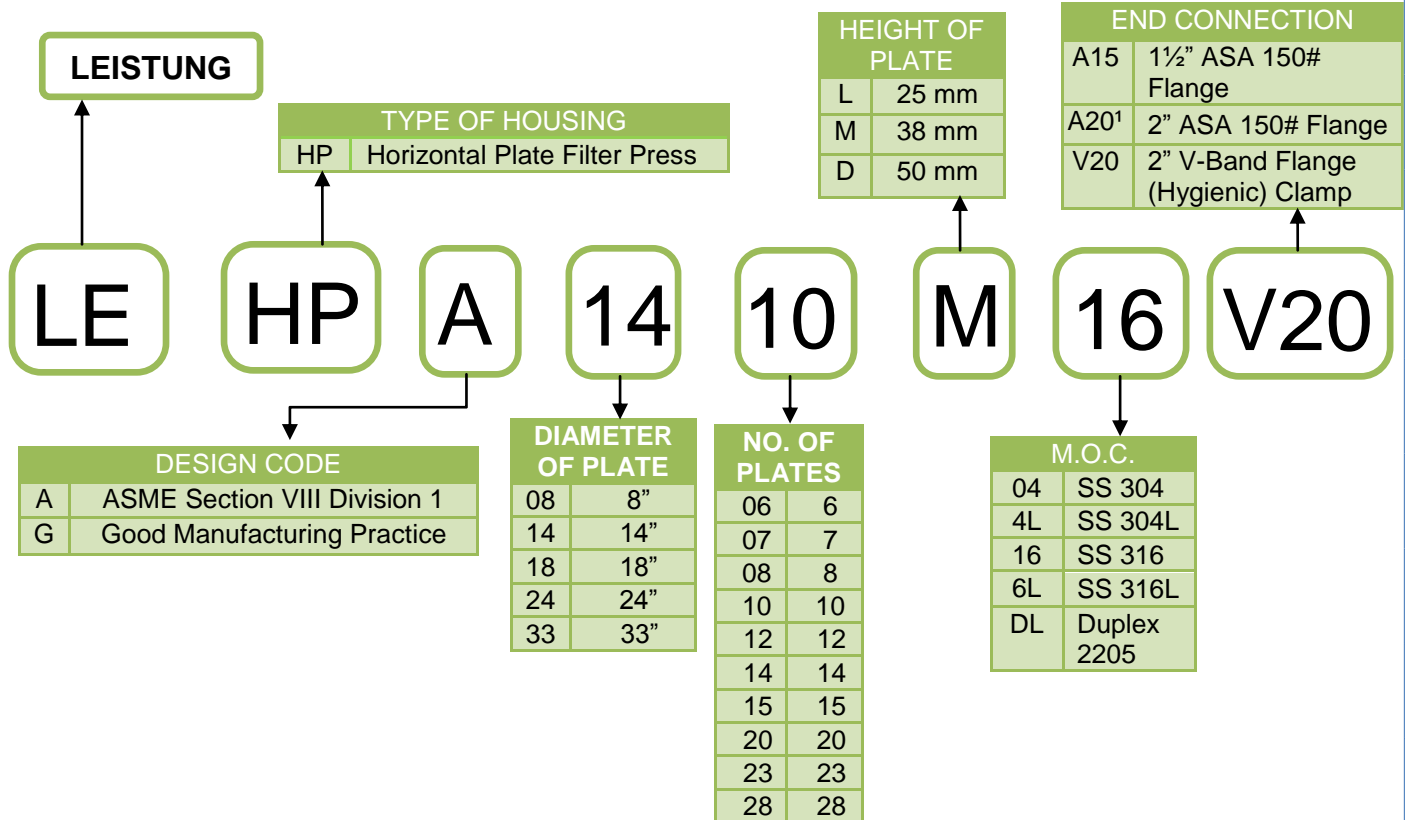 LEISTUNG
TYPE OF HOUSING
HP Horizontal Plate Filter Press
HEIGHT OF
PLATE
L 25 mm
M 38 mm
D 50 mm
END CONNECTION
A15 1½” ASA 150#
Flange
A20¹ 2” ASA 150# Flange
V20 2” V-Band Flange
(Hygienic) Clamp
LE HP A 14 10 M 16 V20
DESIGN CODE
A ASME Section VIII Division 1
G Good Manufacturing Practice
DIAMETER
OF PLATE
08 8”
14 14”
18 18”
24 24”
33 33”
NO. OF
PLATES
06 6
07 7
08 8
10 10
12 12
14 14
15 15
20 20
23 23
28 28
M.O.C.
04 SS 304
4L SS 304L
16 SS 316
6L SS 316L
DL Duplex
2205